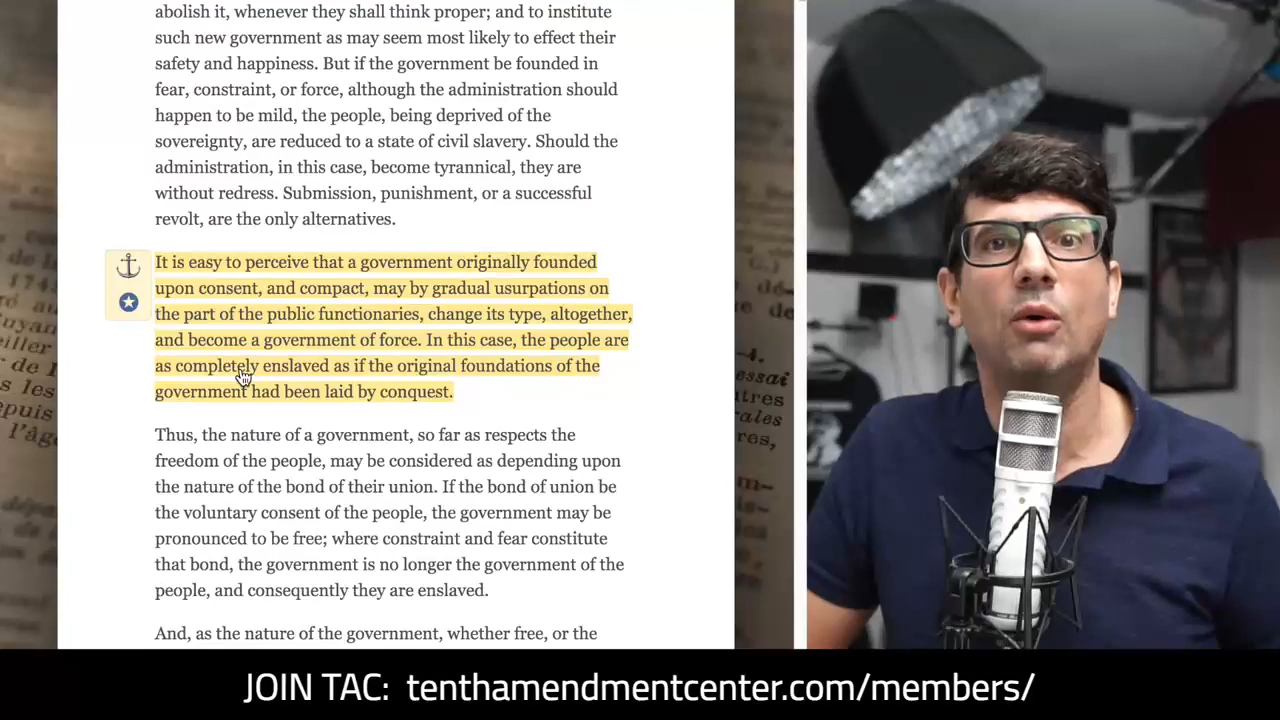 abolish it, whenever they shall think proper; and to institute
such new government as may seem most likely to effect their
safety and happiness. But if the government be founded in
fear, constraint, or force, although the administration should
happen to be mild, the people, being deprived of the
sovereignty, are reduced to a state of civil slavery. Should the
administration, in this case, become tyrannical, they are
without redress. Submission, punishment, or a successful
revolt, are the only alternatives.
It is easy to perceive that a government originally founded
upon consent, and compact, may by gradual usurpations on
the part of the public functionaries, change its type, altogether,
and become a government of force. In this case, the people are
as completely enslaved as if the original foundations of the
government had been laid by conquest.
Thus, the nature of a government, so far as respects the
freedom of the people, may be considered as depending upon
the nature of the bond of their union. If the bond of union be
the voluntary consent of the people, the government may be
pronounced to be free; where constraint and fear constitute
that bond, the government is no longer the government of the
people, and consequently they are enslaved.
And, as the nature of the government, whether free, or the
JOIN TAC: tenthamendmentcenter.com/members/